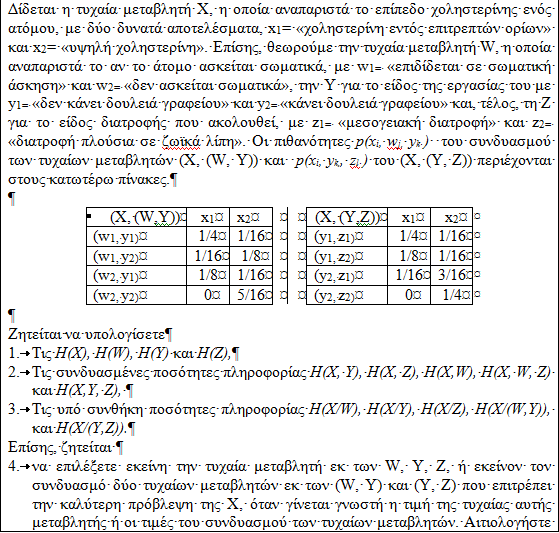 Δίδεται η τυχαία μεταβλητή Χ, η οποία αναπαριστά το επίπεδο χοληστερίνης ενός
ατόμου, με δύο δυνατά αποτελέσματα, x1= «χοληστερίνη εντός επιτρεπτών ορίων»
και x2= «υψηλή χοληστερίνη». Επίσης, θεωρούμε την τυχαία μεταβλητή W, η οποία
αναπαριστά το αν το άτομο ασκείται σωματικά, με w1= «επιδίδεται σε σωματική
άσκηση» και w2= «δεν ασκείται σωματικά», την Υ για το είδος της εργασίας του με
y1= «δεν κάνει δουλειά γραφείου» και y2= «κάνει δουλειά γραφείου» και, τέλος, τη Ζ
για το είδος διατροφής που ακολουθεί, με z1= «μεσογειακή διατροφή» και z2=
«διατροφή πλούσια σε ζωϊκά λίπη». Οι πιθανότητες p(xi, wj, yk,) του συνδυασμού
των τυχαίων μεταβλητών (Χ, (W, Y)) και p(xi, yk, zl,) του (Χ, (Y, Z)) περιέχονται
στους κατωτέρω πίνακες.¶
¶
(X, (W,Y)) x1 x2 (X, (Y,Z)) x1 x2
(w1,y1) 1/4 1/16 (y1,z1) 1/4 1/16
(w1,y2) 1/16 1/8 (y1,z2) 1/8 1/16
(w2,y1) 1/8 1/16 (y2,z1) 1/16 3/16
(w2,y2) 0 5/16 (y2,z2) 0 1/4
¶
Ζητείται να υπολογίσετε¶
1. Τις H(X), H(W), H(Y) και H(Z),¶
2. Τις συνδυασμένες ποσότητες πληροφορίας H(X, Y), H(X, Z), H(X,W), H(X, W, Z)
και H(X,Y, Z), ¶
3. Τις υπό συνθήκη ποσότητες πληροφορίας H(X/W), H(X/Y), H(X/Z), H(X/(W,Y)),
και H(X/(Y,Z)).¶
Επίσης, ζητείται ¶
4. να επιλέξετε εκείνη την τυχαία μεταβλητή εκ των W, Y, Z, ή εκείνον τον
συνδυασμό δύο τυχαίων μεταβλητών εκ των (W, Y) και (Y, Z) που επιτρέπει
την καλύτερη πρόβλεψη της Χ, όταν γίνεται γνωστή η τιμή της τυχαίας αυτής
μεταβλητής ή οι τιμές του συνδυασμού των τυχαίων μεταβλητών. Αιτιολογήστε